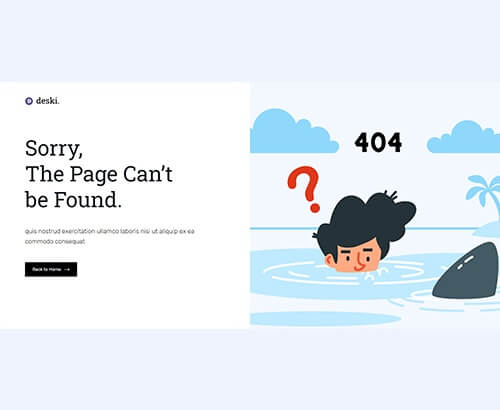 deski.
Sorry,
The Page Can't
be Found.
quis nostrud exercitation ullamco laboris nisi ut aliquip ex ea
commodo consequat
Back to Home →
404
?